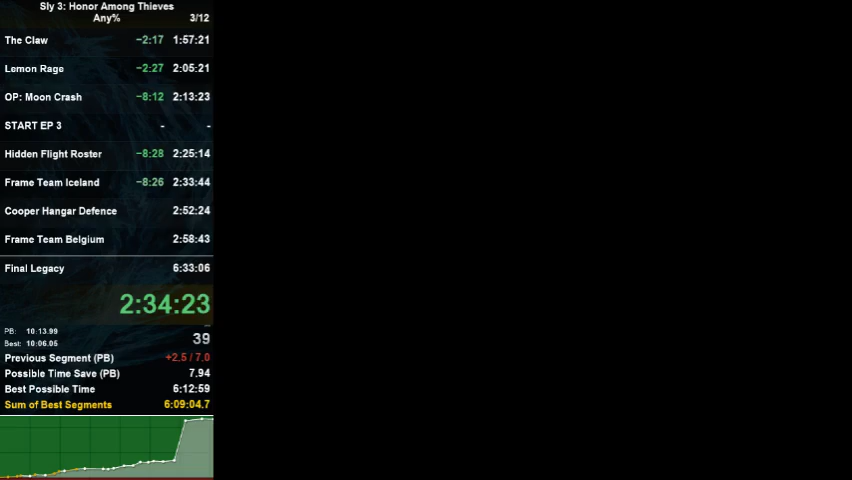 Sly 3: Honor Among Thieves
Any% 3/12
The Claw −2:17 1:57:21
Lemon Rage −2:27 2:05:21
OP: Moon Crash −8:12 2:13:23
START EP 3 - -
Hidden Flight Roster −8:28 2:25:14
Frame Team Iceland −8:26 2:33:44
Cooper Hangar Defence 2:52:24
Frame Team Belgium 2:58:43
Final Legacy 6:33:06
2:34:23
PB: 10:13.99
Best: 10:06.05
39
Previous Segment (PB) +2.5 / 7.0
Possible Time Save (PB) 7.94
Best Possible Time 6:12:59
Sum of Best Segments 6:09:04.7